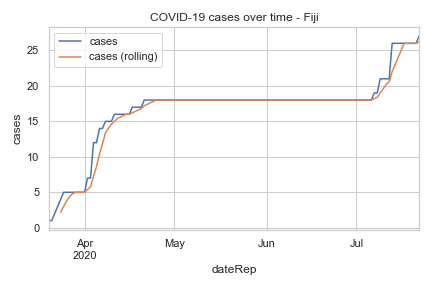 COVID-19 cases over time - Fiji
cases
cases (rolling)
25
20
15
10
5
0
cases
Apr
2020
May
Jun
Jul
dateRep